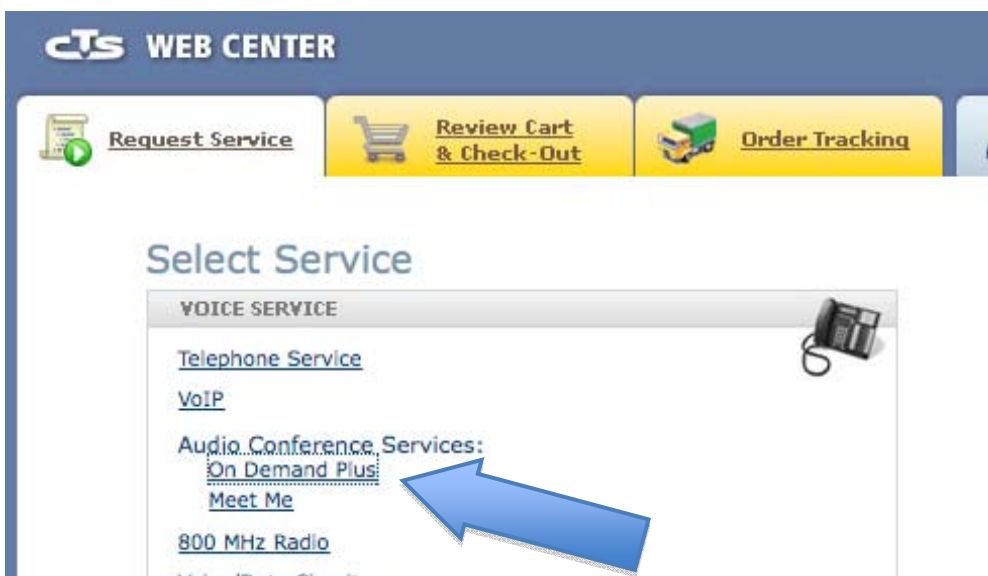 cTs WEB CENTER
Request Service
Review Cart
& Check-Out
Order Tracking
Select Service
VOICE SERVICE
Telephone Service
VoIP
Audio Conference Services:
On Demand Plus
Meet Me
800 MHz Radio